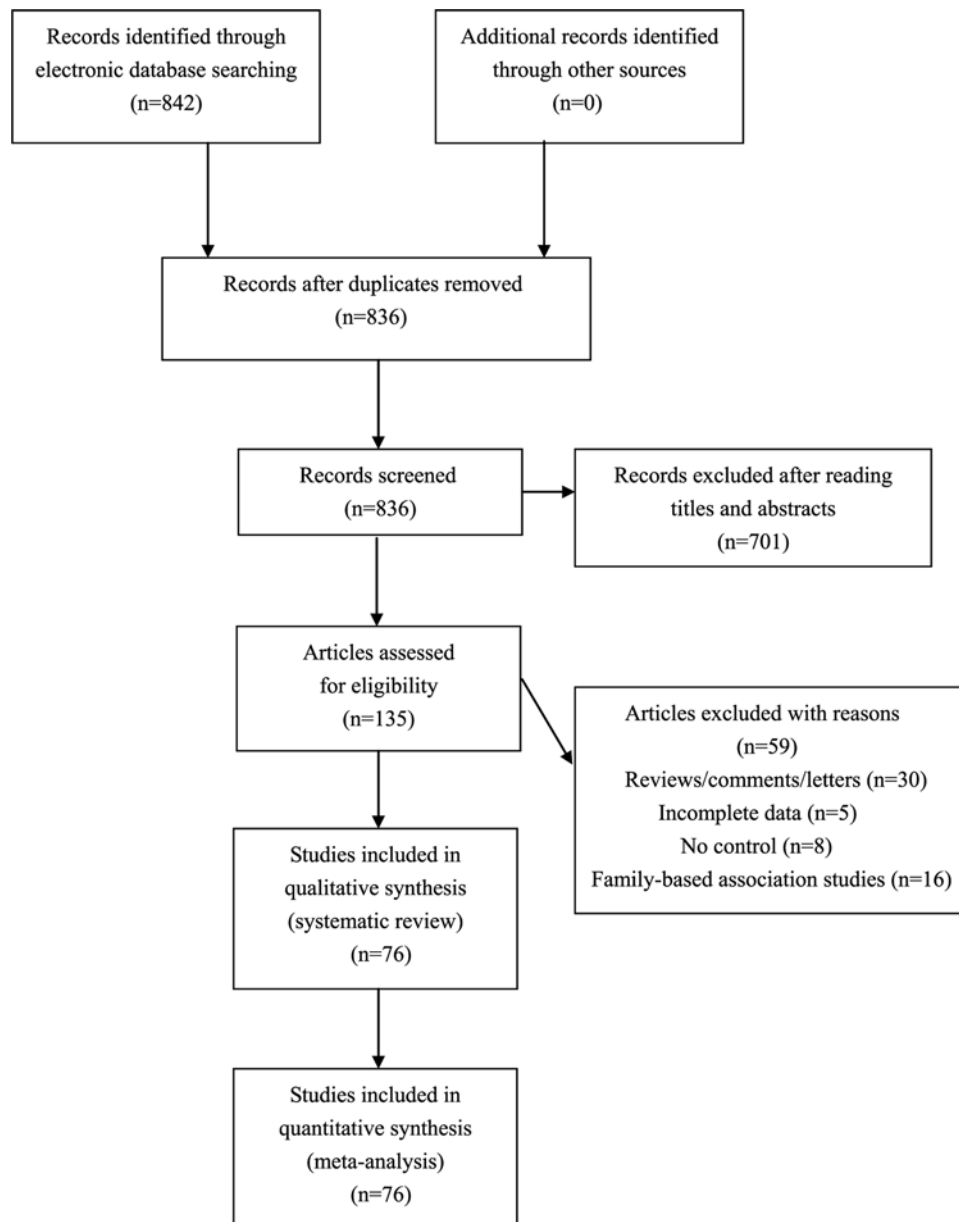 Records identified through
electronic database searching
(n=842)
Additional records identified
through other sources
(n=0)
Records after duplicates removed
(n=836)
Records screened
(n=836)
Records excluded after reading
titles and abstracts
(n=701)
Articles assessed
for eligibility
(n=135)
Articles excluded with reasons
(n=59)
Reviews/comments/letters (n=30)
Incomplete data (n=5)
No control (n=8)
Family-based association studies (n=16)
Studies included in
qualitative synthesis
(systematic review)
(n=76)
Studies included in
quantitative synthesis
(meta-analysis)
(n=76)